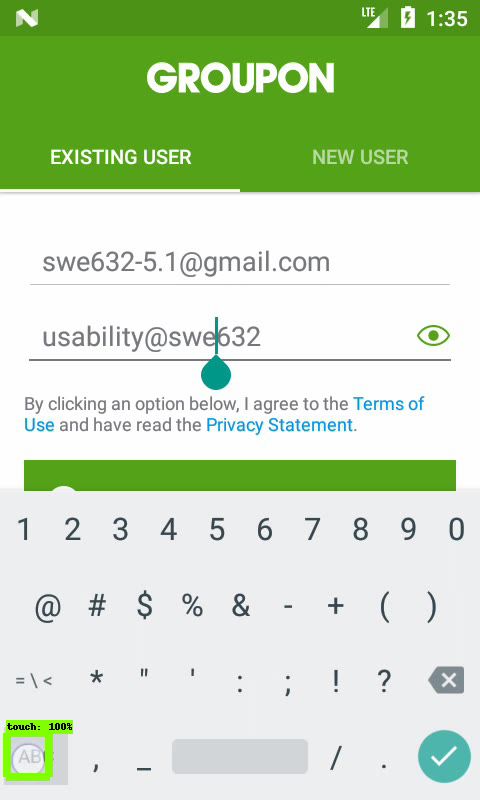 LTE 1:35
GROUPON
EXISTING USER NEW USER
swe632-5.1@gmail.com
usability@swe632
By clicking an option below, I agree to the Terms of
Use and have read the Privacy Statement.
1 2 3 4 5 6 7 8 9 0
@ # $ % & - + ( )
= \ < * " ' : ; ! ?
touch: 100%
, _ / .